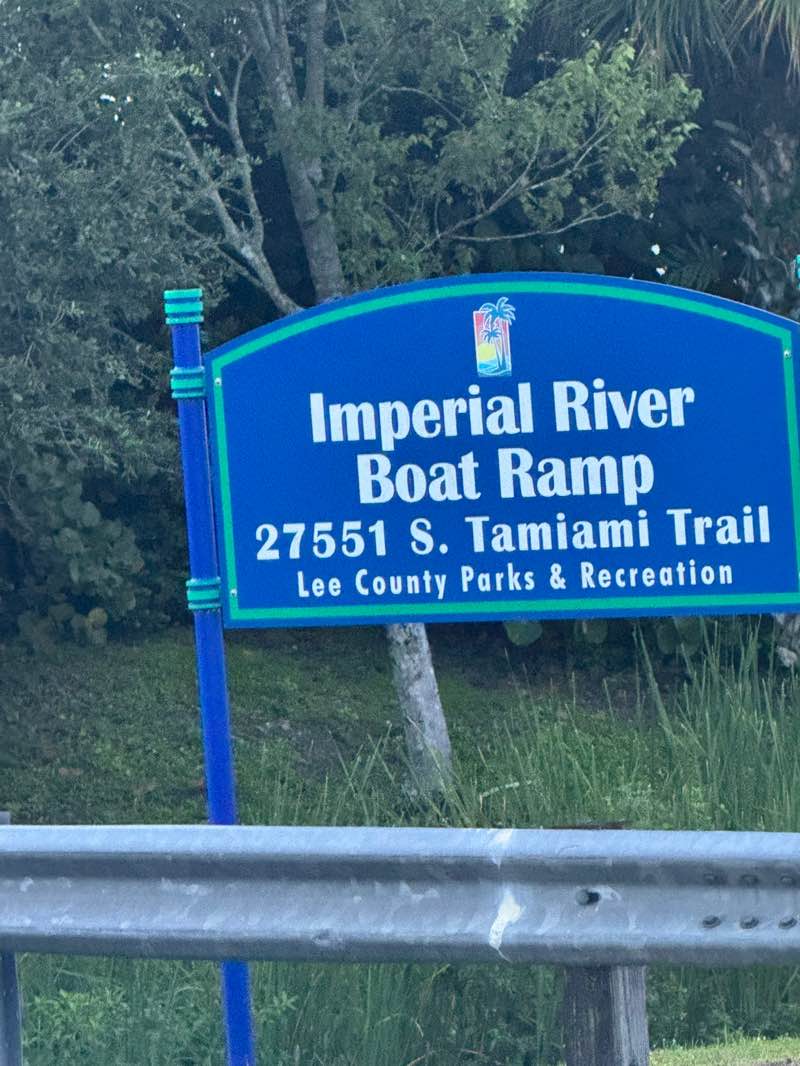 Imperial River
Boat Ramp
27551 S. Tamiami Trail
Lee County Parks & Recreation